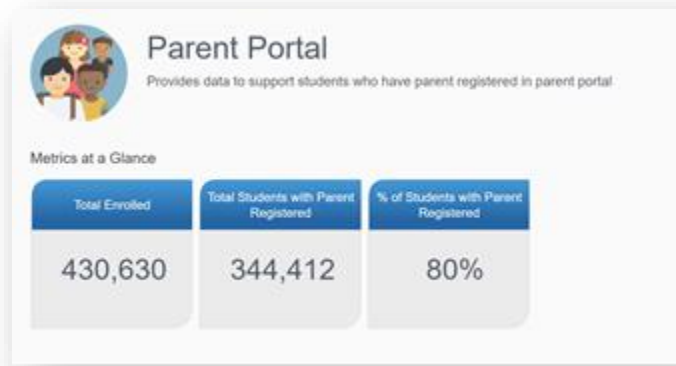 Parent Portal
Provides data to support students who have parent registered in parent portal
Metrics at a Glance
Total Enrolled
Total Students with Parent
Registered
% of Students with Parent
Registered
430,630
344,412
80%